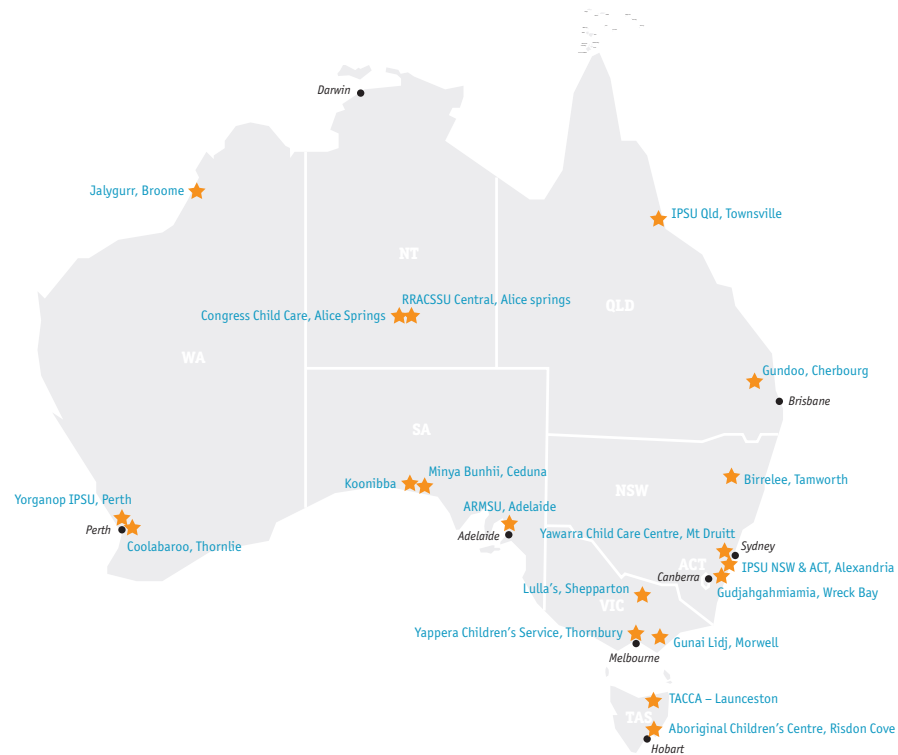 Darwin
Jalygurr, Broome
IPSU Qld, Townsville
NT
RRACSSU Central, Alice springs
Congress Child Care, Alice Springs
QLD
WA
Gundoo, Cherbourg
Brisbane
SA
Minya Bunhii, Ceduna
Koonibba
Birrelee, Tamworth
NSW
Yorganop IPSU, Perth
ARMSU, Adelaide
Perth
Adelaide
Yawarra Child Care Centre, Mt Druitt
Coolabaroo, Thornlie
Sydney
ACT
IPSU NSW & ACT, Alexandria
Canberra
Lulla's, Shepparton
Gudjahgahmiamia, Wreck Bay
VIC
Yappera Children's Service, Thornbury
Gunai Lidj, Morwell
Melbourne
TACCA – Launceston
TAS
Aboriginal Children's Centre, Risdon Cove
Hobart